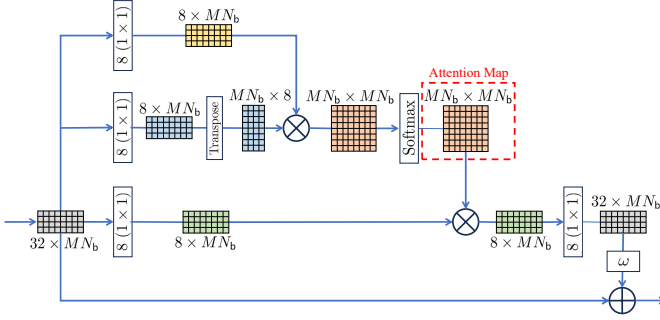 8 (1 × 1)
8 × MN_b
Attention Map
8 (1 × 1)
8 × MN_b
Transpose
MN_b × 8
MN_b × MN_b
Softmax
MN_b × MN_b
32 × MN_b
8 (1 × 1)
8 × MN_b
8 × MN_b
8 (1 × 1)
32 × MN_b
ω